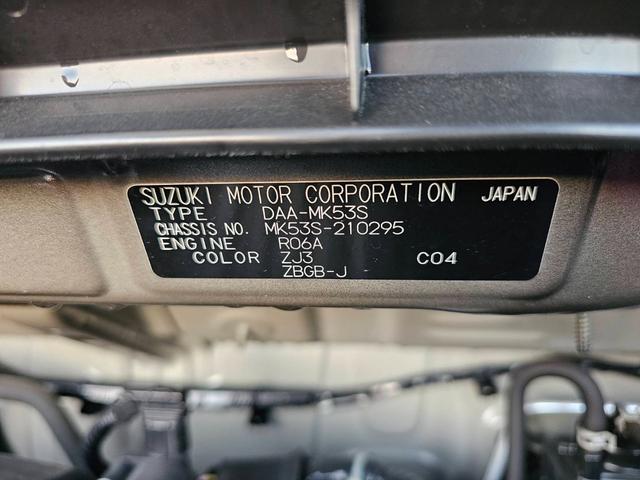 SUZUKI MOTOR CORPORATION JAPAN
TYPE DAA-MK53S
CHASSIS NO. MK53S-210295
ENGINE R06A
COLOR ZJ3 C04
ZBGB-J